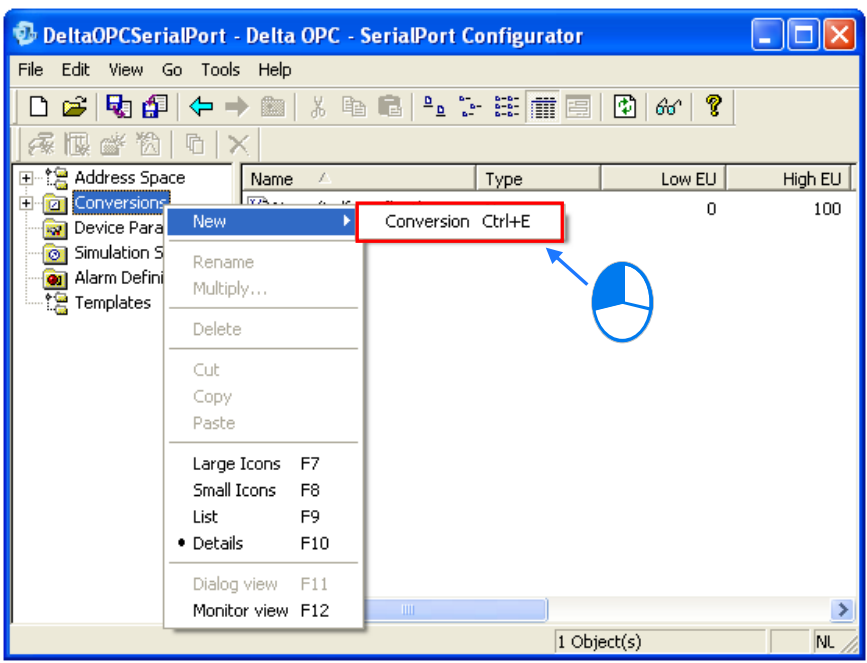 DeltaOPCSerialPort - Delta OPC - SerialPort Configurator
File Edit View Go Tools Help
Name Type Low EU High EU
0 100
Address Space
Conversions
Device Para
Simulation S
Alarm Defini
Templates
New
Conversion Ctrl+E
Rename
Multiply...
Delete
Cut
Copy
Paste
Large Icons F7
Small Icons F8
List F9
Details F10
Dialog view F11
Monitor view F12
1 Object(s) NL